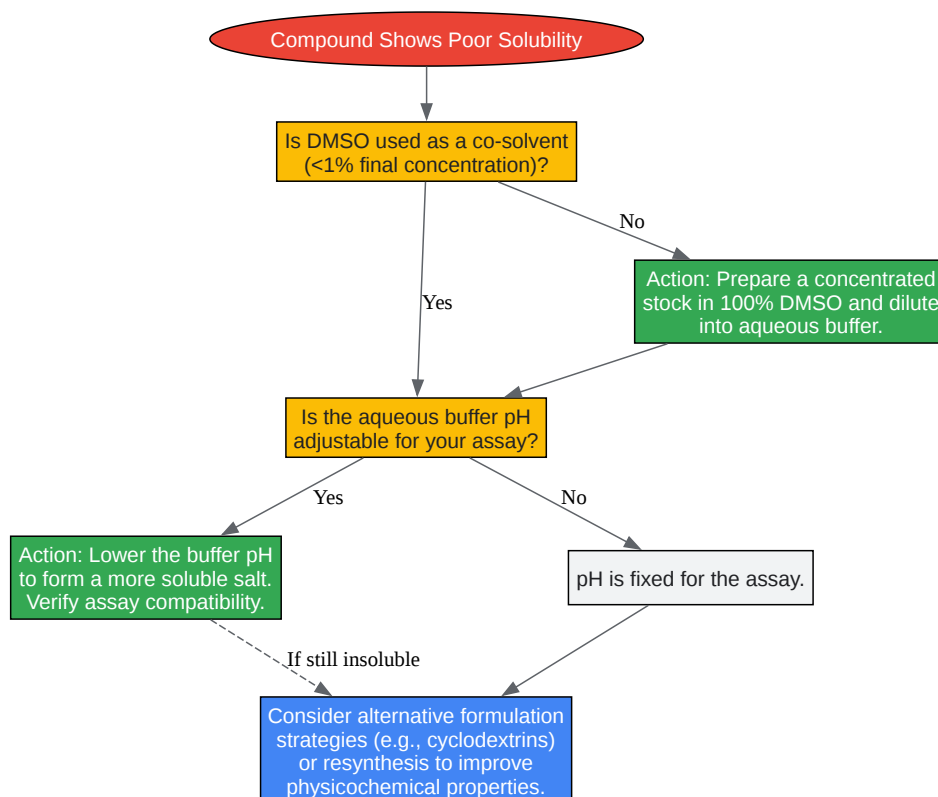 Compound Shows Poor Solubility
Is DMSO used as a co-solvent
(<1% final concentration)?
No
Action: Prepare a concentrated
stock in 100% DMSO and dilute
into aqueous buffer.
Yes
Is the aqueous buffer pH
adjustable for your assay?
Yes
No
Action: Lower the buffer pH
to form a more soluble salt.
Verify assay compatibility.
pH is fixed for the assay.
If still insoluble
Consider alternative formulation
strategies (e.g., cyclodextrins)
or resynthesis to improve
physicochemical properties.